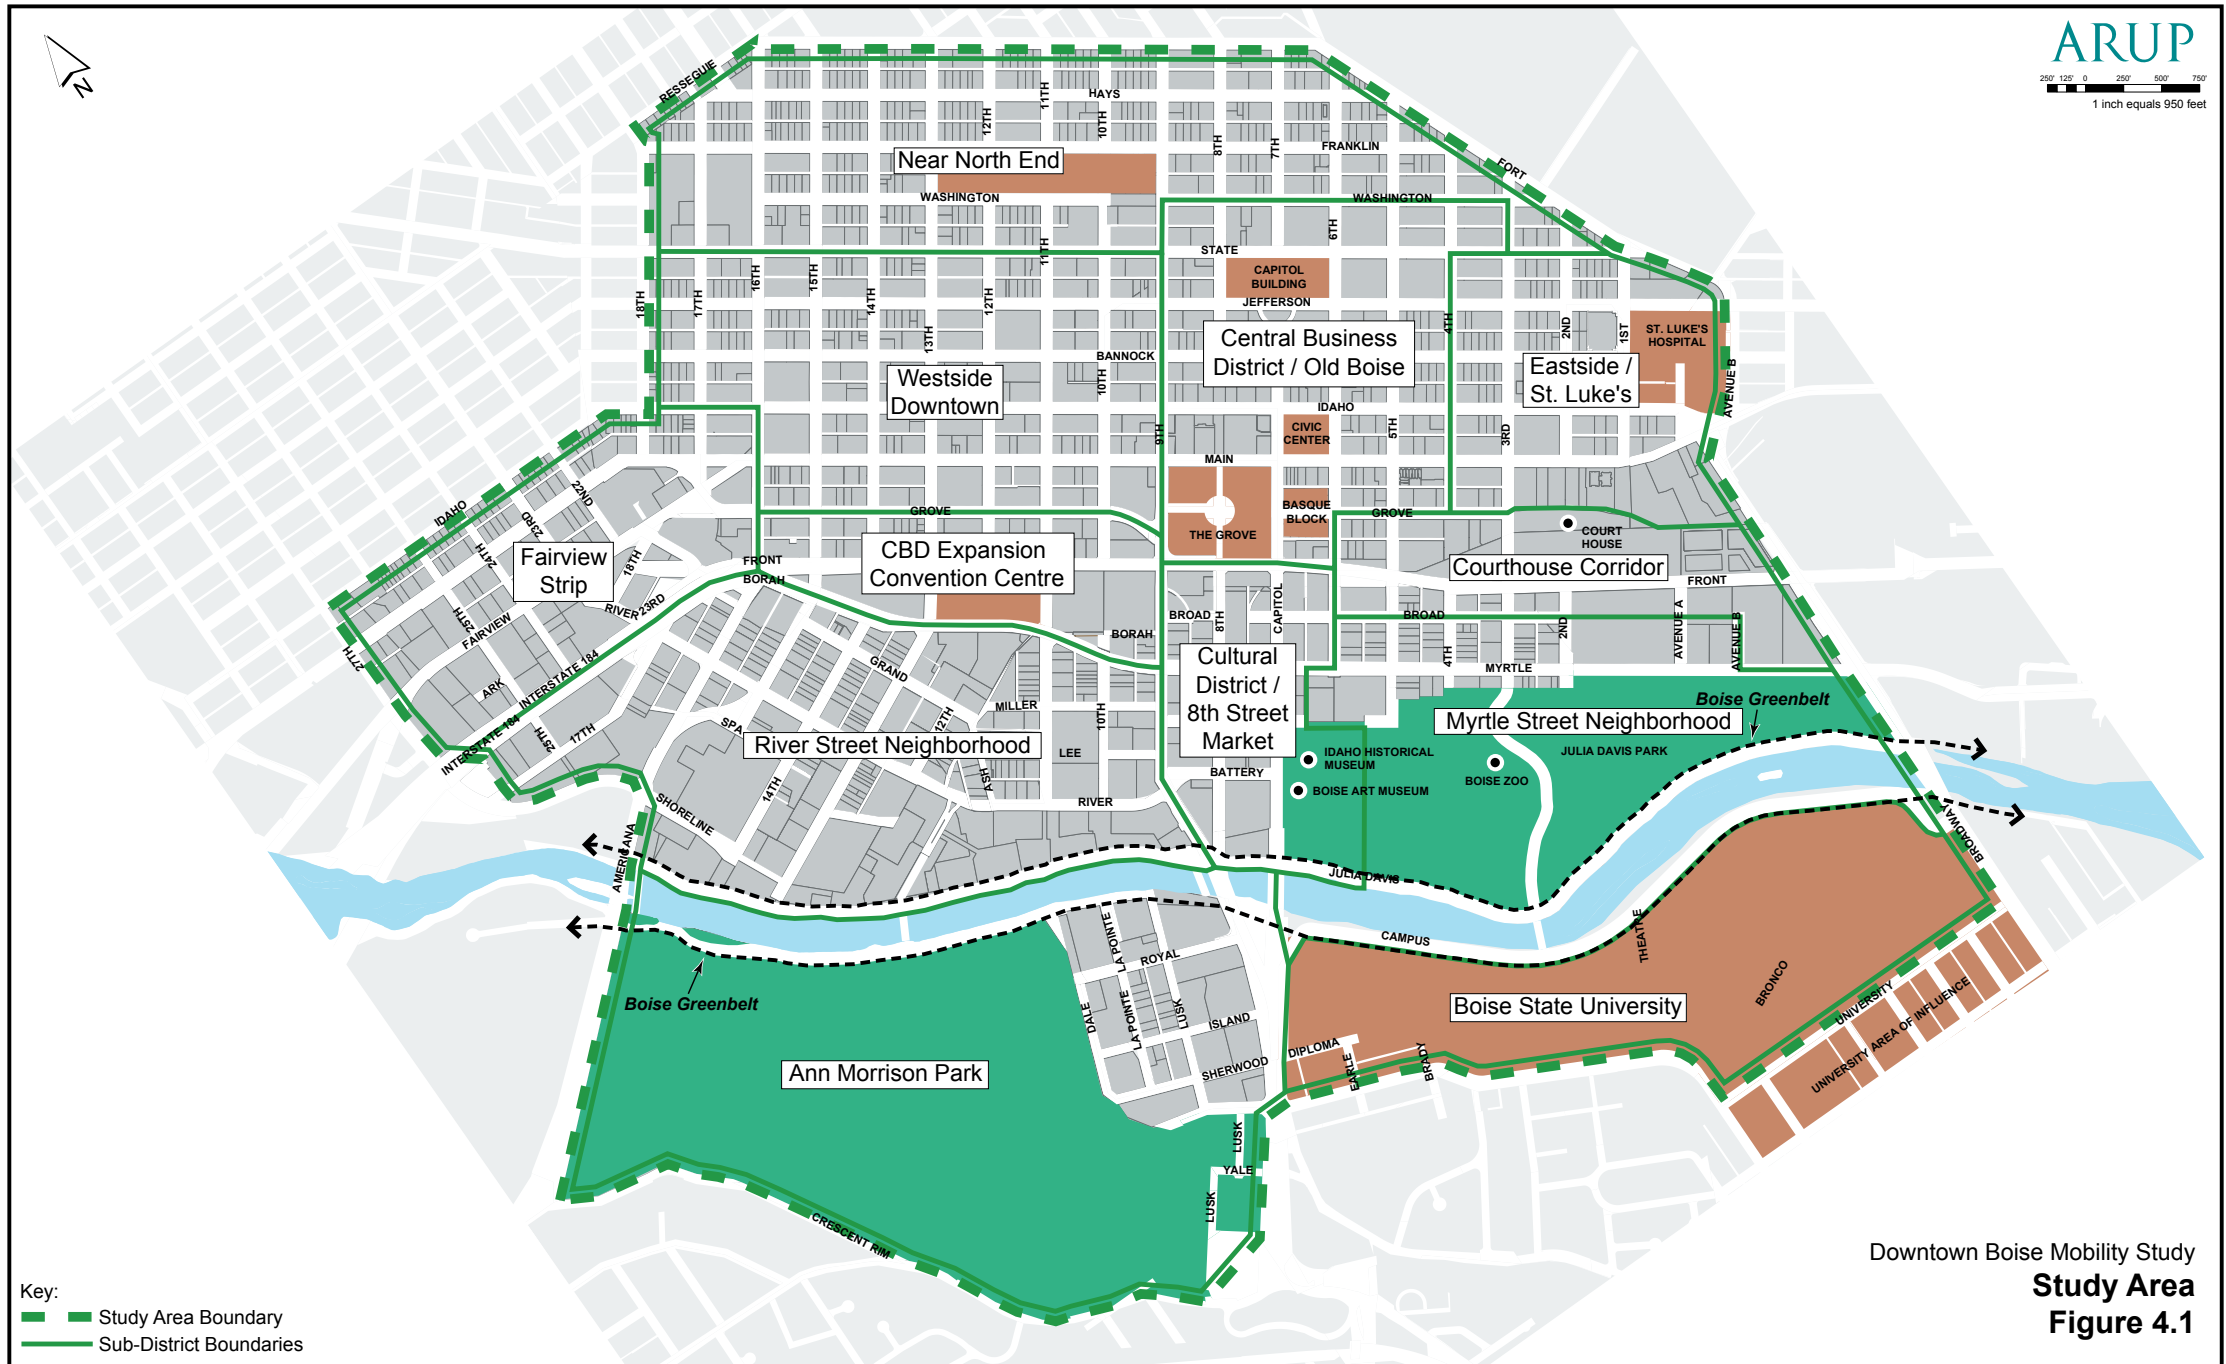 N
ARUP
250' 125' 0 250' 500' 750'
1 inch equals 950 feet
RESSEGUIE
HAYS
11TH
12TH
10TH
8TH
7TH
FRANKLIN
FORT
Near North End
WASHINGTON
WASHINGTON
6TH
11TH
STATE
CAPITOL
BUILDING
JEFFERSON
18TH
17TH
16TH
15TH
14TH
13TH
12TH
BANNOCK
10TH
Central Business
District / Old Boise
4TH
2ND
1ST
ST. LUKE'S
HOSPITAL
Eastside /
St. Luke's
AVENUE B
Westside
Downtown
IDAHO
CIVIC
CENTER
9TH
5TH
3RD
MAIN
IDAHO
22ND
23RD
24TH
25TH
27TH
18TH
Fairview
Strip
FAIRVIEW
RIVER
23RD
ARK
INTERSTATE 184
INTERSTATE 184
25TH
17TH
GROVE
BASQUE
BLOCK
GROVE
THE GROVE
COURT
HOUSE
CBD Expansion
Convention Centre
FRONT
BORAH
Courthouse Corridor
FRONT
BROAD
8TH
CAPITOL
BROAD
4TH
2ND
AVENUE A
AVENUE B
BORAH
GRAND
MYRTLE
Cultural
District /
8th Street
Market
Boise Greenbelt
Myrtle Street Neighborhood
MILLER
12TH
10TH
SPA
River Street Neighborhood
LEE
IDAHO HISTORICAL
MUSEUM
JULIA DAVIS PARK
BOISE ZOO
BATTERY
BOISE ART MUSEUM
14TH
ASH
RIVER
SHORELINE
AMERICANA
BROADWAY
JULIA DAVIS
CAMPUS
THEATRE
LA POINTE
ROYAL
Boise Greenbelt
DALE
LA POINTE
LUSK
ISLAND
Boise State University
BRONCO
UNIVERSITY
UNIVERSITY AREA OF INFLUENCE
DIPLOMA
EARLE
BRADY
SHERWOOD
Ann Morrison Park
LUSK
YALE
LUSK
CRESCENT RIM
Downtown Boise Mobility Study
Study Area
Figure 4.1
Key:
Study Area Boundary
Sub-District Boundaries